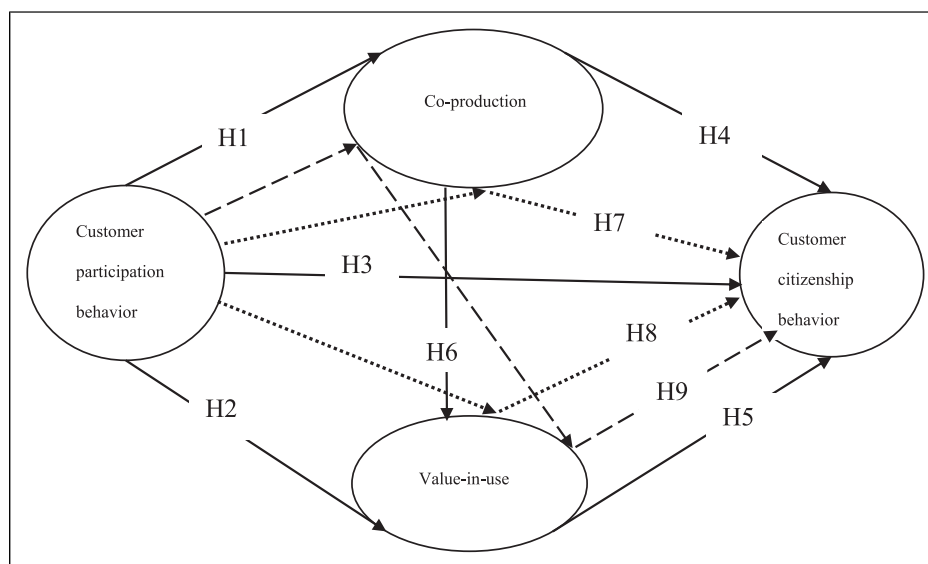 Co-production
H1
H4
Customer
participation
behavior
H7
Customer
citizenship
behavior
H3
H6
H8
H9
H2
H5
Value-in-use